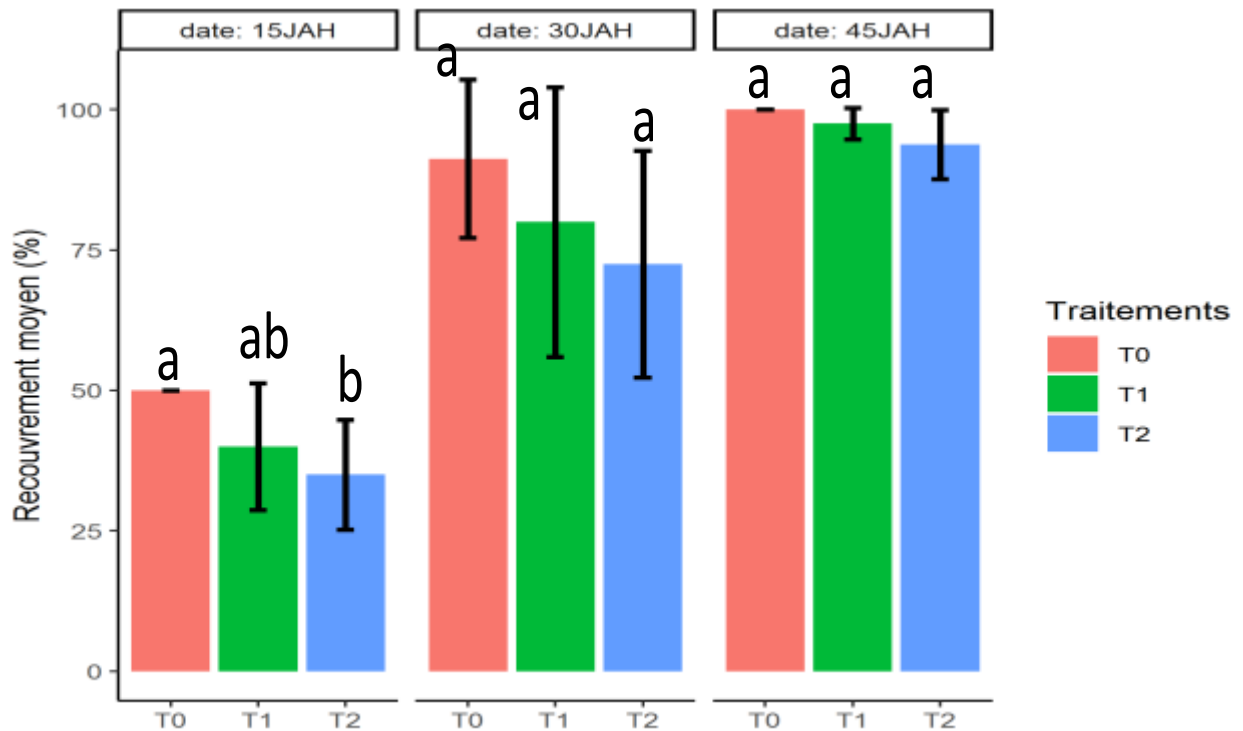 date: 15JAH
date: 30JAH
date: 45JAH
Recouvrement moyen (%)
100
75
50
25
0
a
ab
b
a
a
a
a
a
a
T0
T1
T2
T0
T1
T2
T0
T1
T2
Traitements
T0
T1
T2